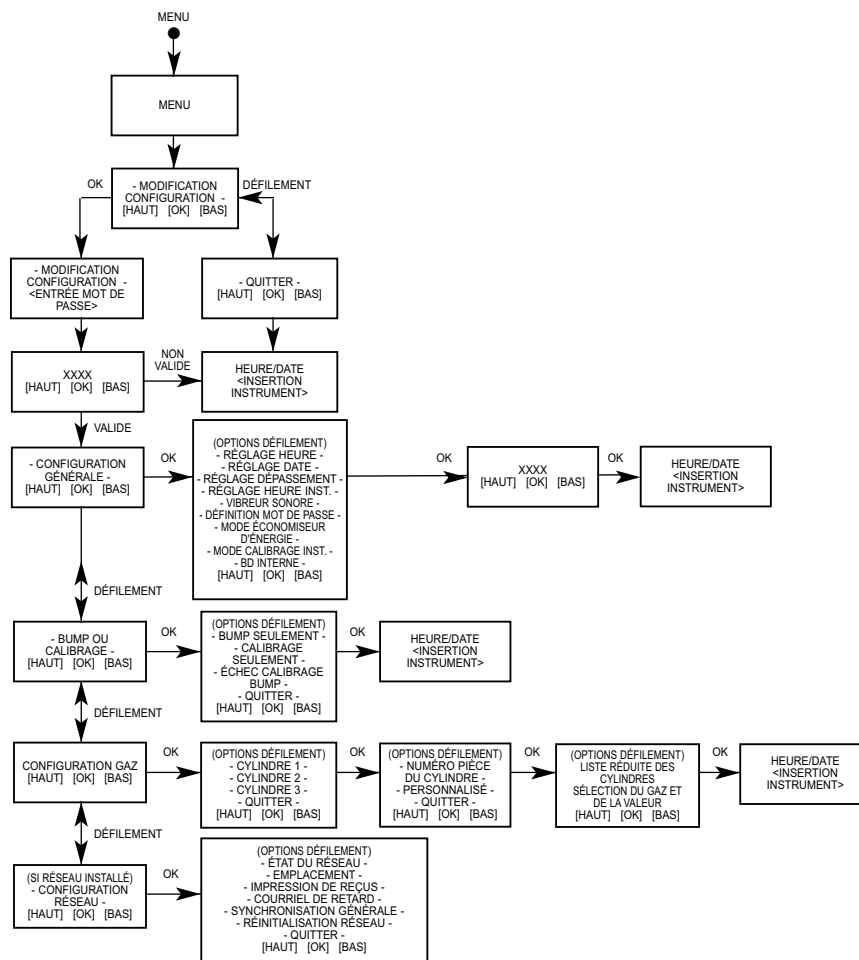 MENU
MENU
OK
- MODIFICATION
CONFIGURATION -
[HAUT] [OK] [BAS]
DÉFILEMENT
- MODIFICATION
CONFIGURATION -
<ENTRÉE MOT DE
PASSE>
- QUITTER -
[HAUT] [OK] [BAS]
XXXX
[HAUT] [OK] [BAS]
NON
VALIDE
HEURE/DATE
<INSERTION
INSTRUMENT>
VALIDE
- CONFIGURATION
GÉNÉRALE -
[HAUT] [OK] [BAS]
OK
(OPTIONS DÉFILEMENT)
- RÉGLAGE HEURE -
- RÉGLAGE DATE -
- RÉGLAGE DÉPASSEMENT -
- RÉGLAGE HEURE INST. -
- VIBREUR SONORE -
- DÉFINITION MOT DE PASSE -
- MODE ÉCONOMISEUR
D'ÉNERGIE -
- MODE CALIBRAGE INST. -
- BD INTERNE -
[HAUT] [OK] [BAS]
OK
XXXX
[HAUT] [OK] [BAS]
OK
HEURE/DATE
<INSERTION
INSTRUMENT>
DÉFILEMENT
- BUMP OU
CALIBRAGE -
[HAUT] [OK] [BAS]
OK
(OPTIONS DÉFILEMENT)
- BUMP SEULEMENT -
- CALIBRAGE
SEULEMENT -
- ÉCHEC CALIBRAGE
BUMP -
- QUITTER -
[HAUT] [OK] [BAS]
OK
HEURE/DATE
<INSERTION
INSTRUMENT>
DÉFILEMENT
CONFIGURATION GAZ
[HAUT] [OK] [BAS]
OK
(OPTIONS DÉFILEMENT)
- CYLINDRE 1 -
- CYLINDRE 2 -
- CYLINDRE 3 -
- QUITTER -
[HAUT] [OK] [BAS]
OK
(OPTIONS DÉFILEMENT)
- NUMÉRO PIÈCE
DU CYLINDRE -
- PERSONNALISÉ -
- QUITTER -
[HAUT] [OK] [BAS]
OK
(OPTIONS DÉFILEMENT)
LISTE RÉDUITE DES
CYLINDRES
SÉLECTION DU GAZ ET
DE LA VALEUR
[HAUT] [OK] [BAS]
OK
HEURE/DATE
<INSERTION
INSTRUMENT>
DÉFILEMENT
(SI RÉSEAU INSTALLÉ)
- CONFIGURATION
RÉSEAU -
[HAUT] [OK] [BAS]
OK
(OPTIONS DÉFILEMENT)
- ÉTAT DU RÉSEAU -
- EMPLACEMENT -
- IMPRESSION DE REÇUS -
- COURRIEL DE RETARD -
- SYNCHRONISATION GÉNÉRALE -
- RÉINITIALISATION RÉSEAU -
- QUITTER -
[HAUT] [OK] [BAS]